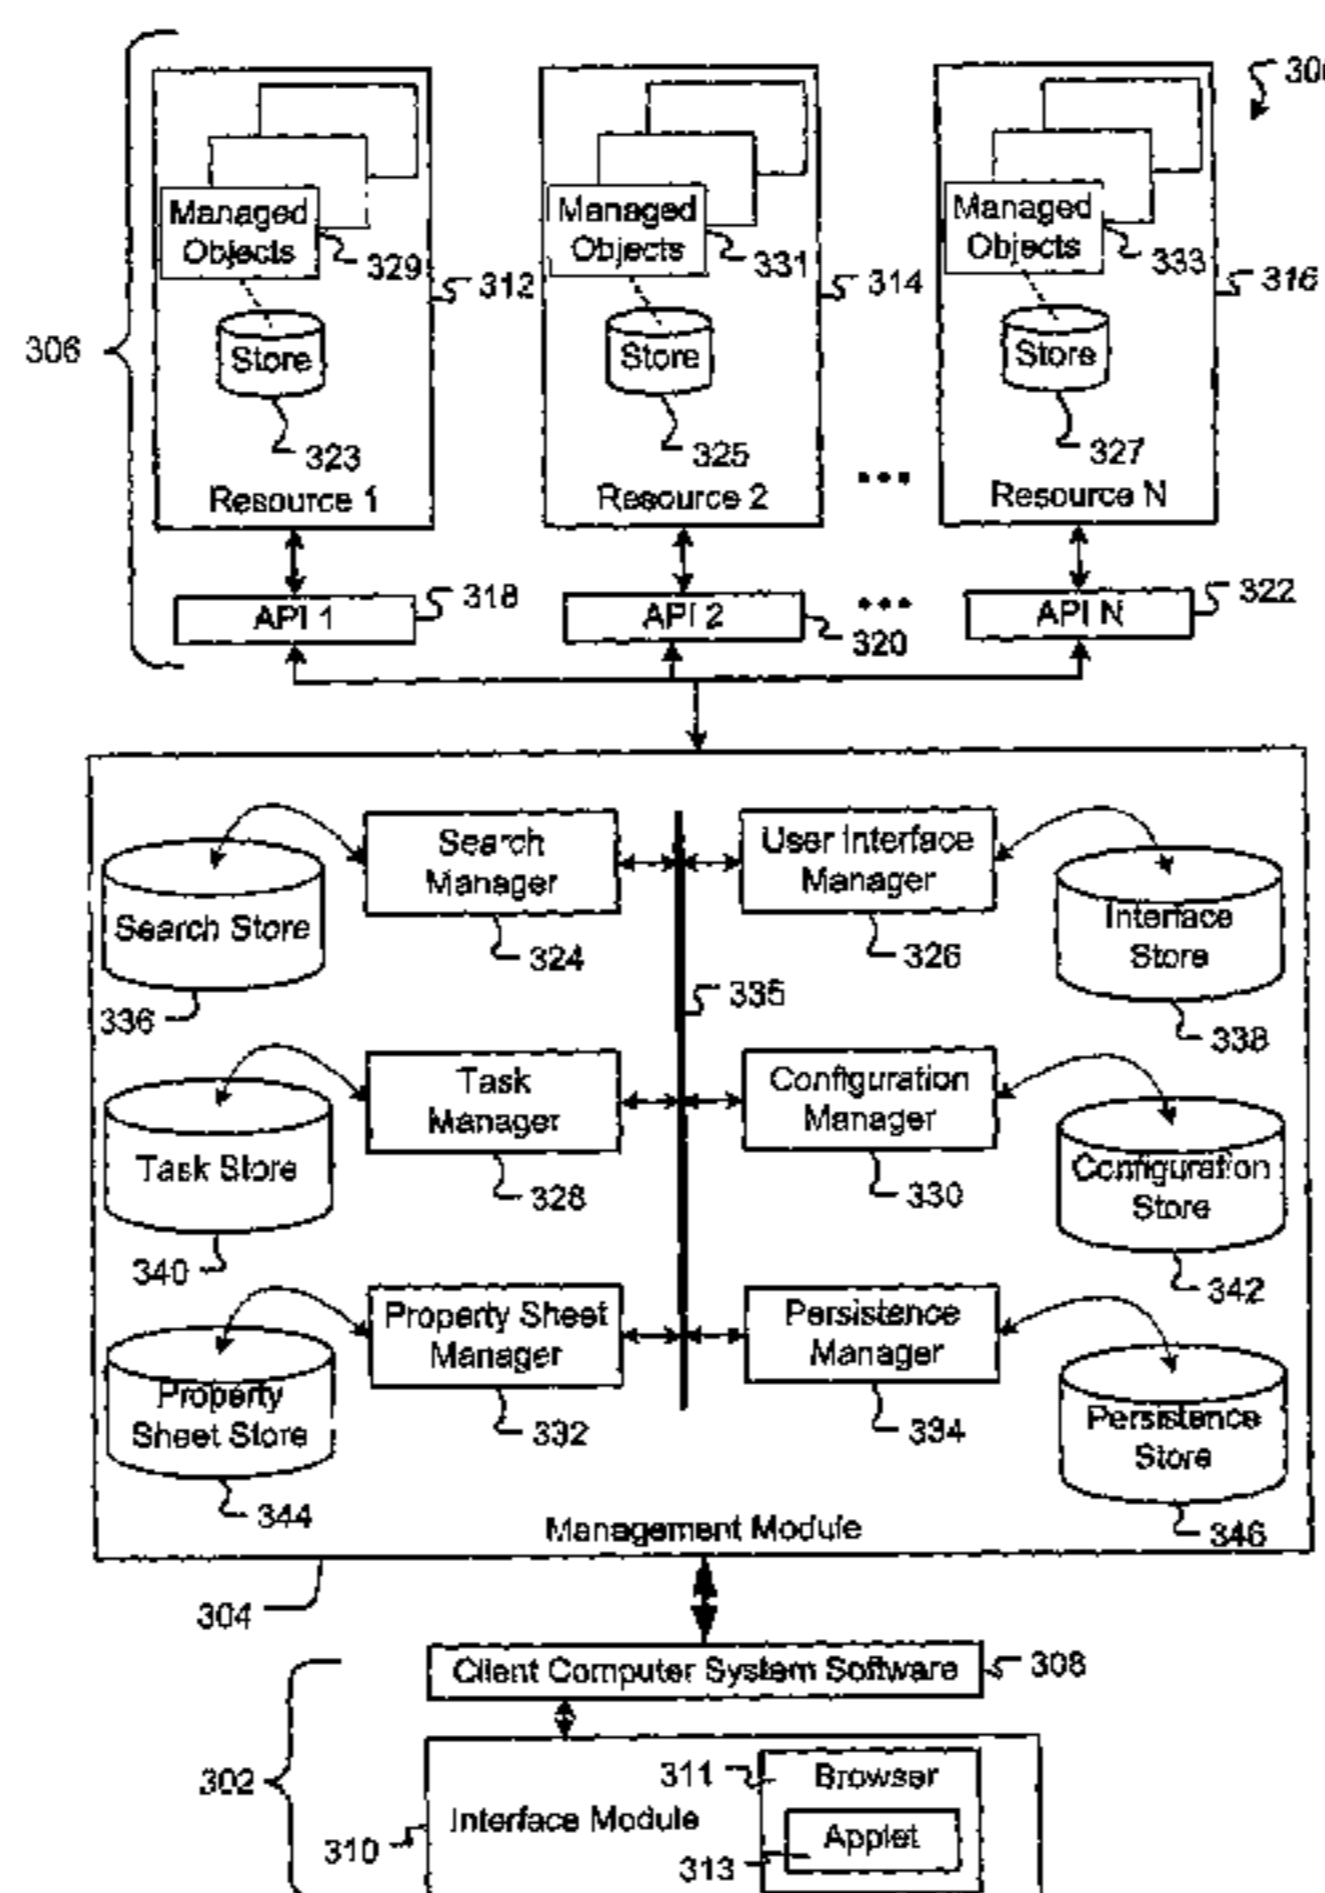 306
Managed
Objects
329
312
Store
323
Resource 1
Managed
Objects
331
314
Store
325
Resource 2
•••
Managed
Objects
333
316
Store
327
Resource N
API 1
318
API 2
320
•••
API N
322
Search
Manager
324
User Interface
Manager
326
Search Store
336
Interface
Store
338
335
Task
Manager
328
Configuration
Manager
330
Task Store
340
Configuration
Store
342
Property Sheet
Manager
332
Persistence
Manager
334
Property
Sheet Store
344
Persistence
Store
346
Management Module
304
Client Computer System Software
308
302
310
Interface Module
311
Browser
313
Applet